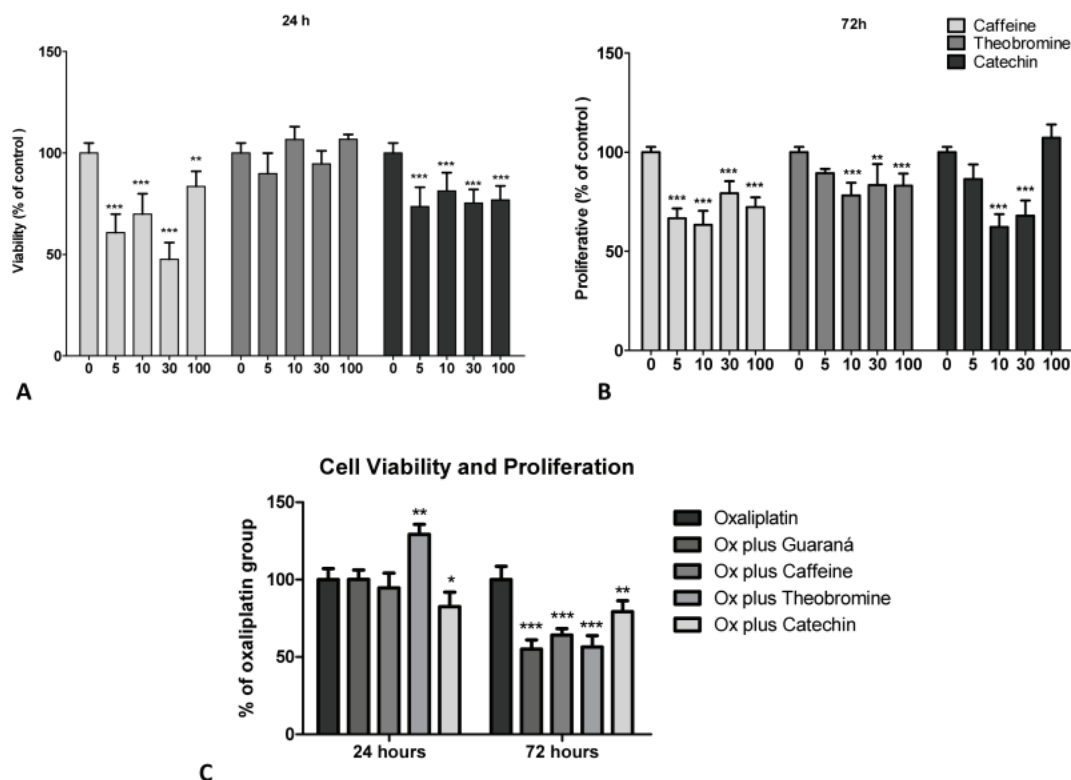 24 h
150
100
50
0
Viability (% of control )
***
***
***
**
***
***
***
***
0 5 10 30 100
0 5 10 30 100
0 5 10 30 100
A
72h
Caffeine
Theobromine
Catechin
150
100
50
0
Proliferative (% of control )
***
***
***
***
***
**
***
***
***
0 5 10 30 100
0 5 10 30 100
0 5 10 30 100
B
Cell Viability and Proliferation
150
100
50
0
% of oxaliplatin group
**
*
***
***
***
**
24 hours
72 hours
Oxaliplatin
Ox plus Guaraná
Ox plus Caffeine
Ox plus Theobromine
Ox plus Catechin
C